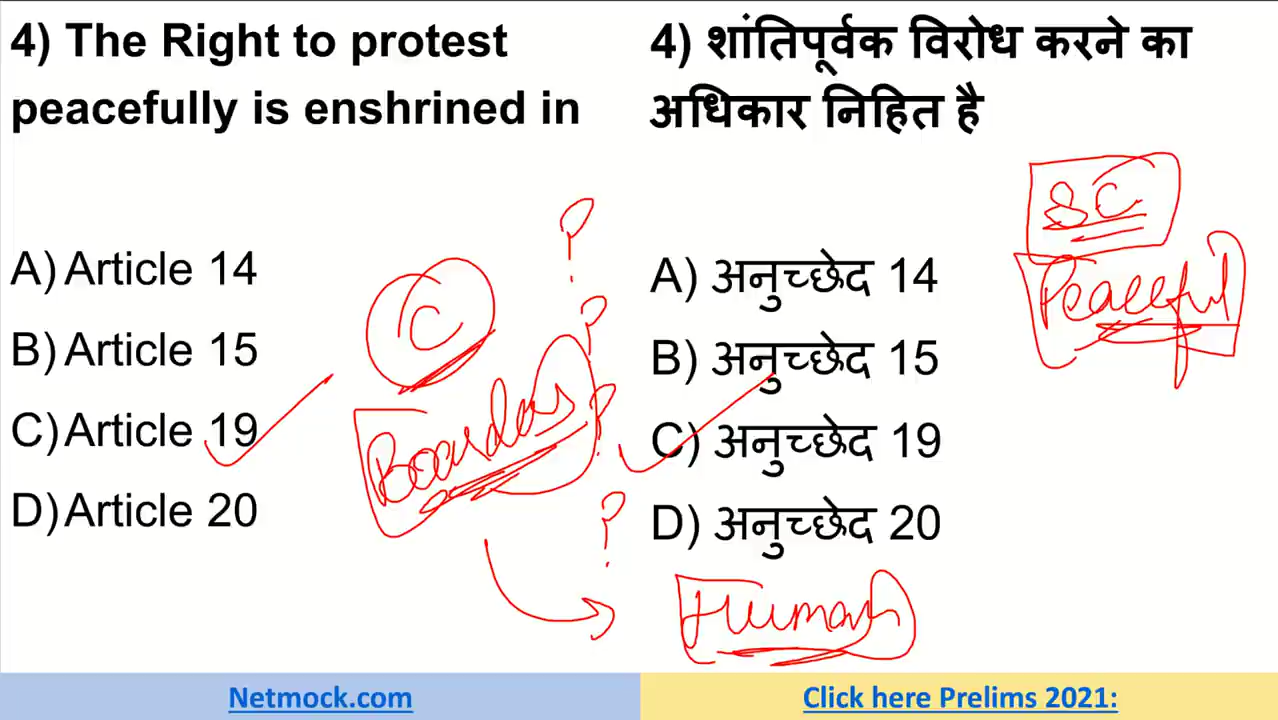 4) The Right to protest
peacefully is enshrined in
A) Article 14
B) Article 15
C) Article 19
D) Article 20
C
?
?
?
?
4) शांतिपूर्वक विरोध करने का
अधिकार निहित है
A) अनुच्छेद 14
B) अनुच्छेद 15
C) अनुच्छेद 19
D) अनुच्छेद 20
SC
Peaceful
Human
Netmock.com
Click here Prelims 2021: